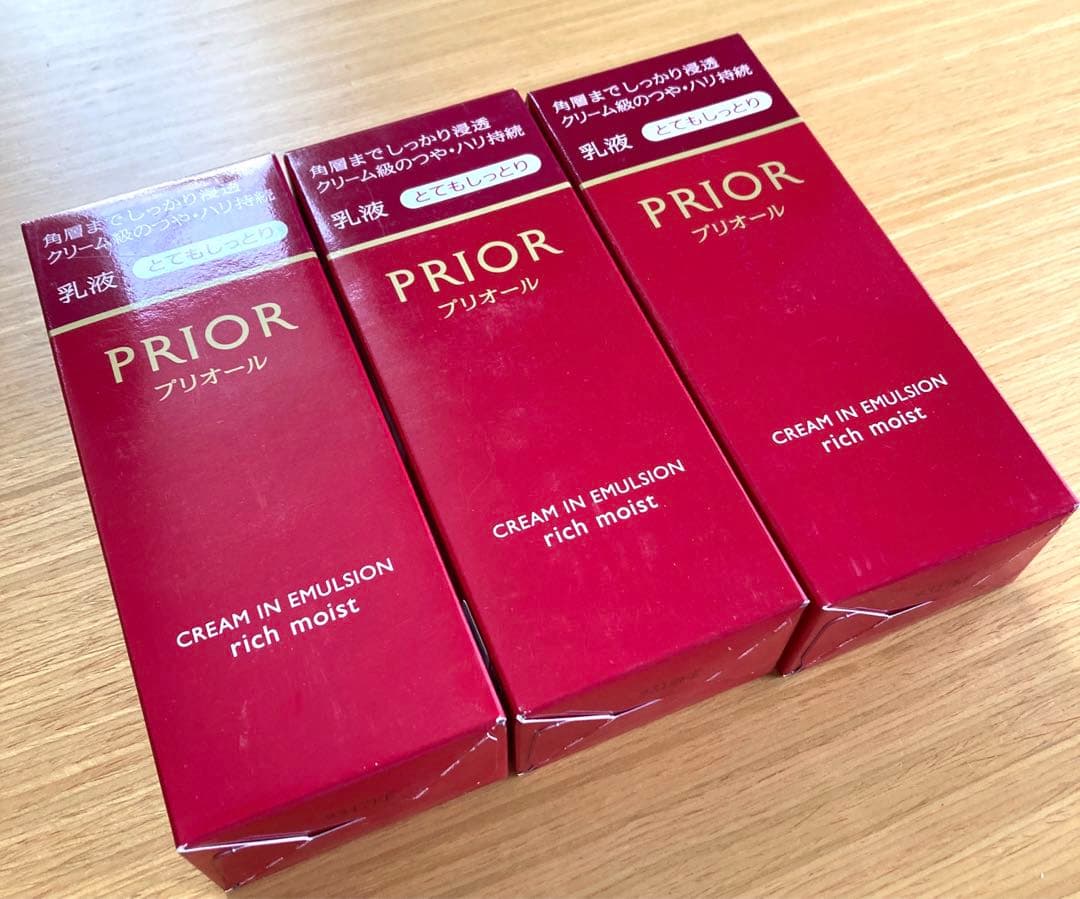 角層までしっかり浸透
クリーム級のつや・ハリ持続
乳液 とてもしっとり
PRIOR
プリオール
CREAM IN EMULSION
rich moist
角層までしっかり浸透
クリーム級のつや・ハリ持続
乳液 とてもしっとり
PRIOR
プリオール
CREAM IN EMULSION
rich moist
角層までしっかり浸透
クリーム級のつや・ハリ持続
乳液 とてもしっとり
PRIOR
プリオール
CREAM IN EMULSION
rich moist